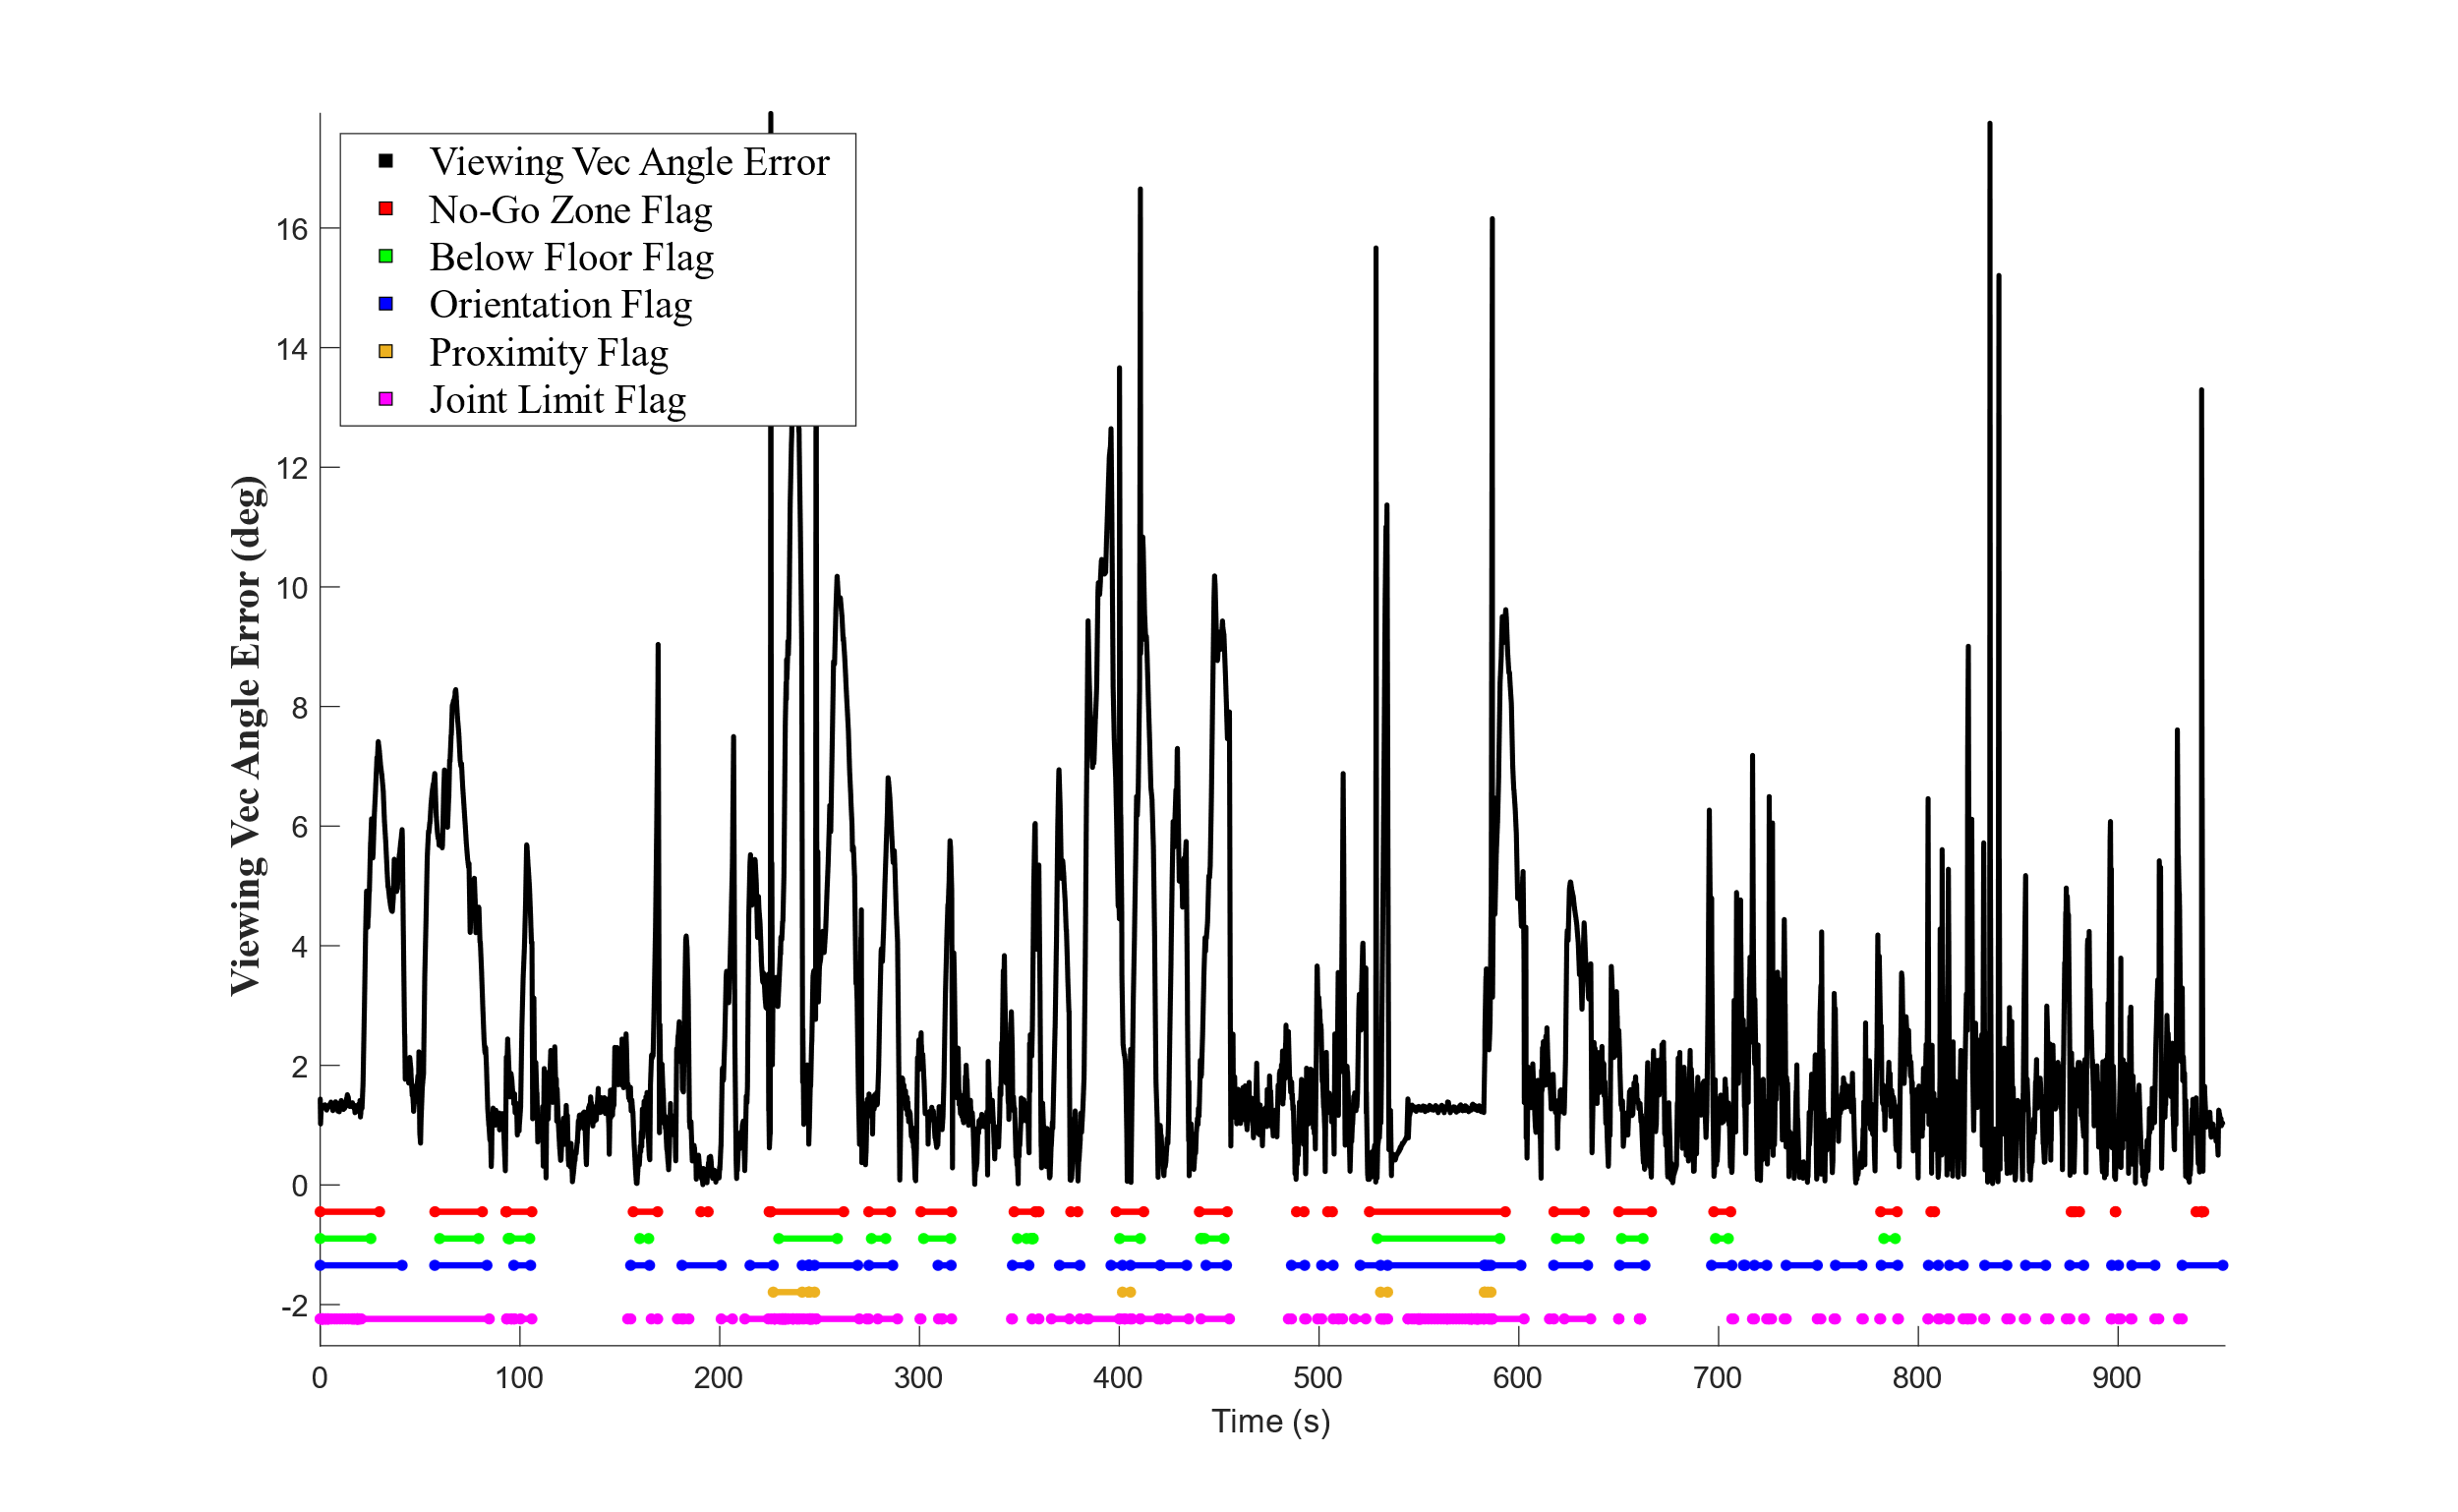 Viewing Vec Angle Error
No-Go Zone Flag
Below Floor Flag
Orientation Flag
Proximity Flag
Joint Limit Flag
16
14
12
10
8
6
4
2
0
-2
Viewing Vec Angle Error (deg)
0 100 200 300 400 500 600 700 800 900
Time (s)